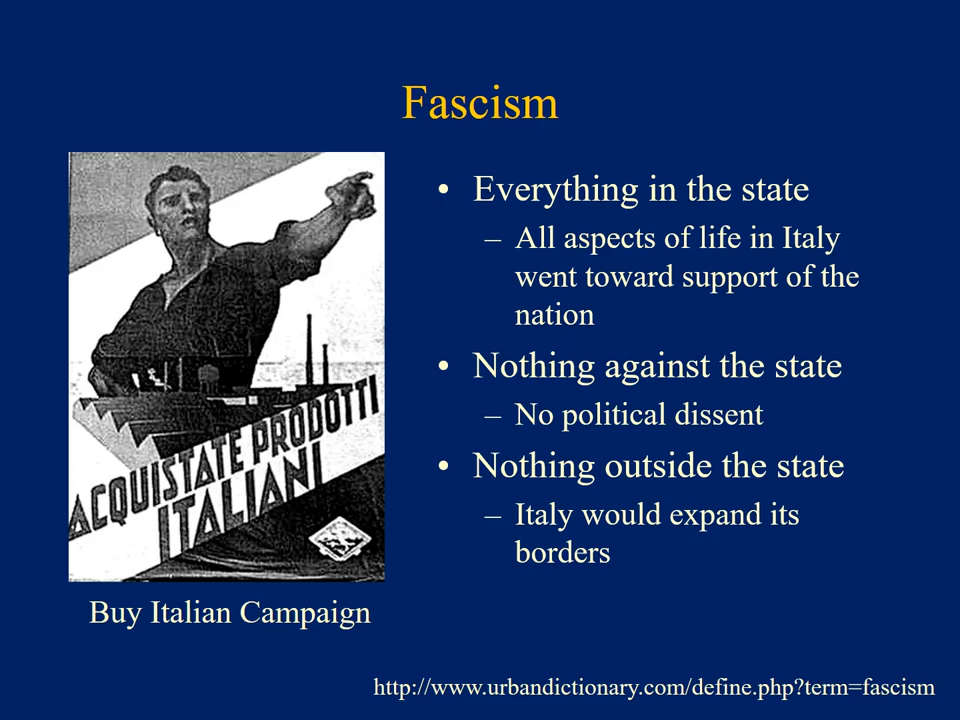 Fascism
• Everything in the state
– All aspects of life in Italy
went toward support of the
nation
• Nothing against the state
– No political dissent
• Nothing outside the state
– Italy would expand its
borders
ACQUISTATE PRODOTTI
ITALIANI
Buy Italian Campaign
http://www.urbandictionary.com/define.php?term=fascism